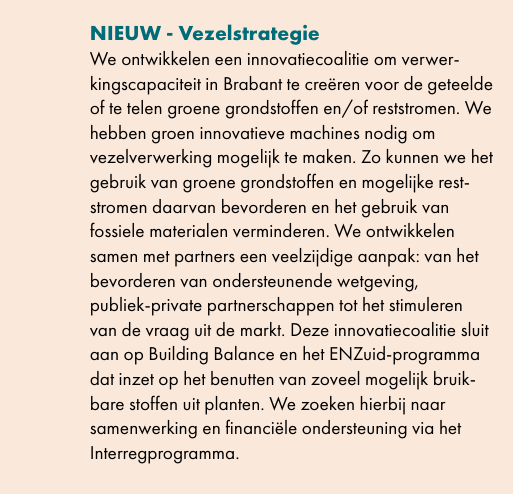 NIEUW - Vezelstrategie
We ontwikkelen een innovatiecoalitie om verwer-
kingscapaciteit in Brabant te creëren voor de geteelde
of te telen groene grondstoffen en/of reststromen. We
hebben groen innovatieve machines nodig om
vezelverwerking mogelijk te maken. Zo kunnen we het
gebruik van groene grondstoffen en mogelijke rest-
stromen daarvan bevorderen en het gebruik van
fossiele materialen verminderen. We ontwikkelen
samen met partners een veelzijdige aanpak: van het
bevorderen van ondersteunende wetgeving,
publiek-private partnerschappen tot het stimuleren
van de vraag uit de markt. Deze innovatiecoalitie sluit
aan op Building Balance en het ENZuid-programma
dat inzet op het benutten van zoveel mogelijk bruik-
bare stoffen uit planten. We zoeken hierbij naar
samenwerking en financiële ondersteuning via het
Interregprogramma.